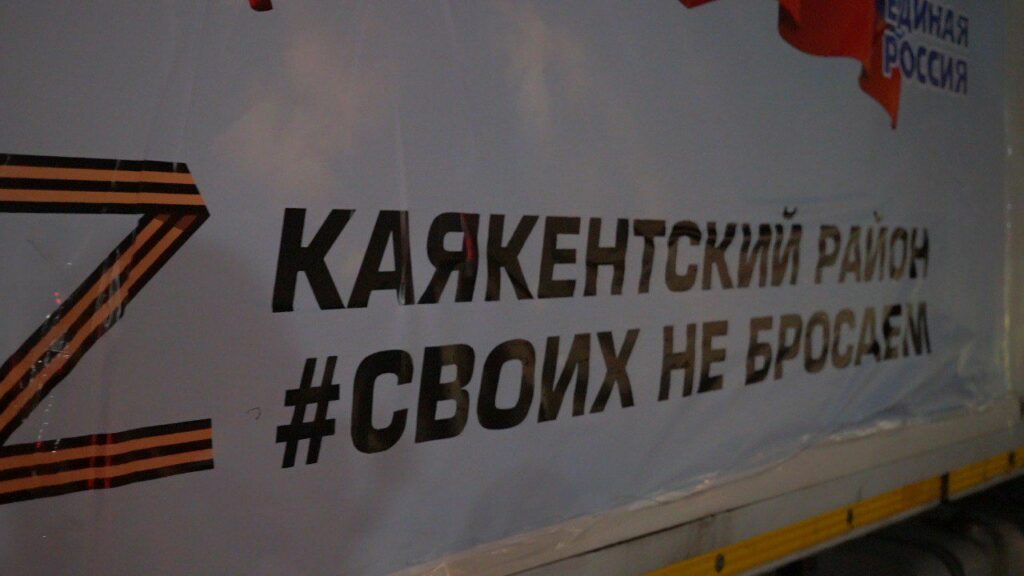 ЕДИНАЯ
РОССИЯ
Z
КАЯКЕНТСКИЙ РАЙОН
#СВОИХ НЕ БРОСАЕМ